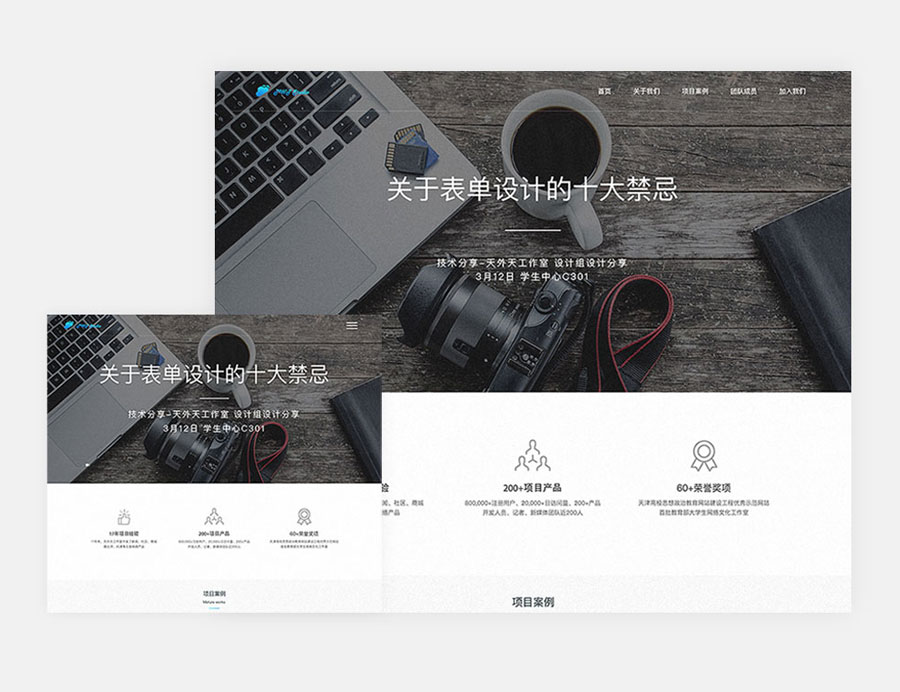 首页 关于我们 项目案例 团队成员 加入我们
关于表单设计的十大禁忌
技术分享-天外天工作室 设计组设计分享
3月12日 学生中心C301
验
200+项目产品
60+荣誉奖项
闻、社区、商城
络产品
600,000+注册用户、20,000+日访问量、200+产品
开发人员、记者、新媒体团队近200人
天津高校思想政治教育网站建设工程优秀示范网站
首批教育部大学生网络文化工作室
项目案例
关于表单设计的十大禁忌
技术分享-天外天工作室 设计组设计分享
3月12日 学生中心C301
200+项目产品
60+荣誉奖项
项目案例